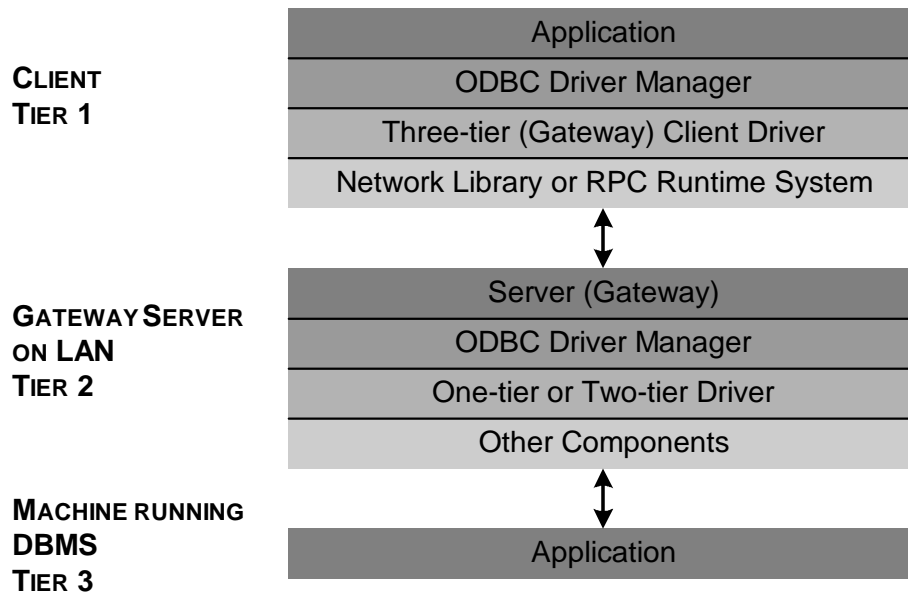 CLIENT
TIER 1
Application
ODBC Driver Manager
Three-tier (Gateway) Client Driver
Network Library or RPC Runtime System
GATEWAY SERVER
ON LAN
TIER 2
Server (Gateway)
ODBC Driver Manager
One-tier or Two-tier Driver
Other Components
MACHINE RUNNING
DBMS
TIER 3
Application